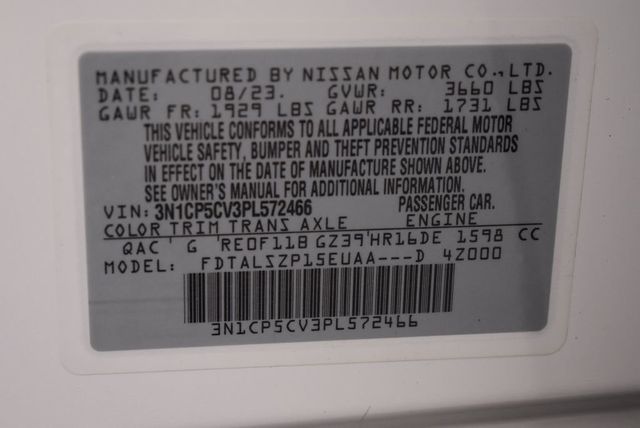 MANUFACTURED BY NISSAN MOTOR CO., LTD.
DATE: 08/23. GVWR: 3660 LBS
GAWR FR: 1929 LBS GAWR RR: 1731 LBS
THIS VEHICLE CONFORMS TO ALL APPLICABLE FEDERAL MOTOR
VEHICLE SAFETY, BUMPER AND THEFT PREVENTION STANDARDS
IN EFFECT ON THE DATE OF MANUFACTURE SHOWN ABOVE.
SEE OWNER'S MANUAL FOR ADDITIONAL INFORMATION.
VIN: 3N1CP5CV3PL572466 PASSENGER CAR.
COLOR TRIM TRANS AXLE ENGINE
QAC G RE0F11B GZ39 HR16DE 1598 CC
MODEL: FDTALSZP15EUAA---D 4Z000
3N1CP5CV3PL572466